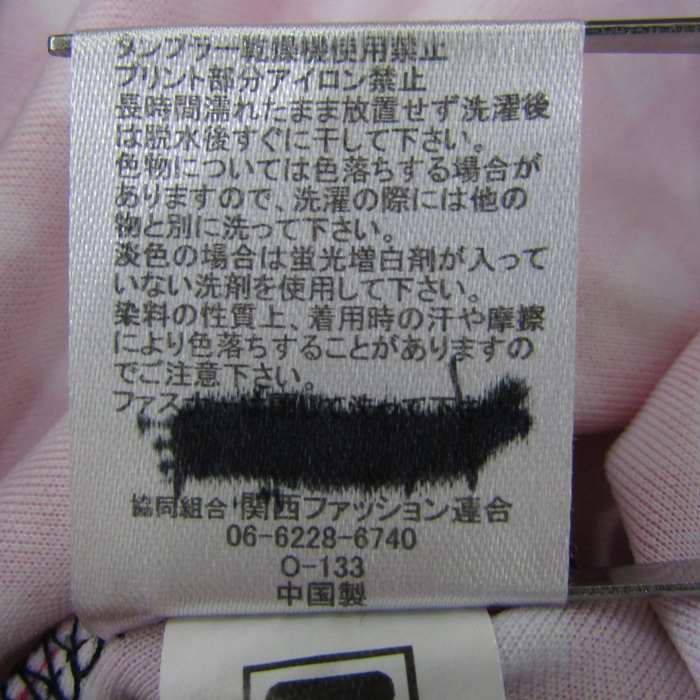 タンブラー乾燥機使用禁止
プリント部分アイロン禁止
長時間濡れたまま放置せず洗濯後
は脱水後すぐに干して下さい。
色物については色落ちする場合が
ありますので、洗濯の際には他の
物と別に洗って下さい。
淡色の場合は蛍光増白剤が入って
いない洗剤を使用して下さい。
染料の性質上、着用時の汗や摩擦
により色落ちすることがありますの
でご注意下さい。
ファス
協同組合 関西ファッション連合
06-6228-6740
O-133
中国製